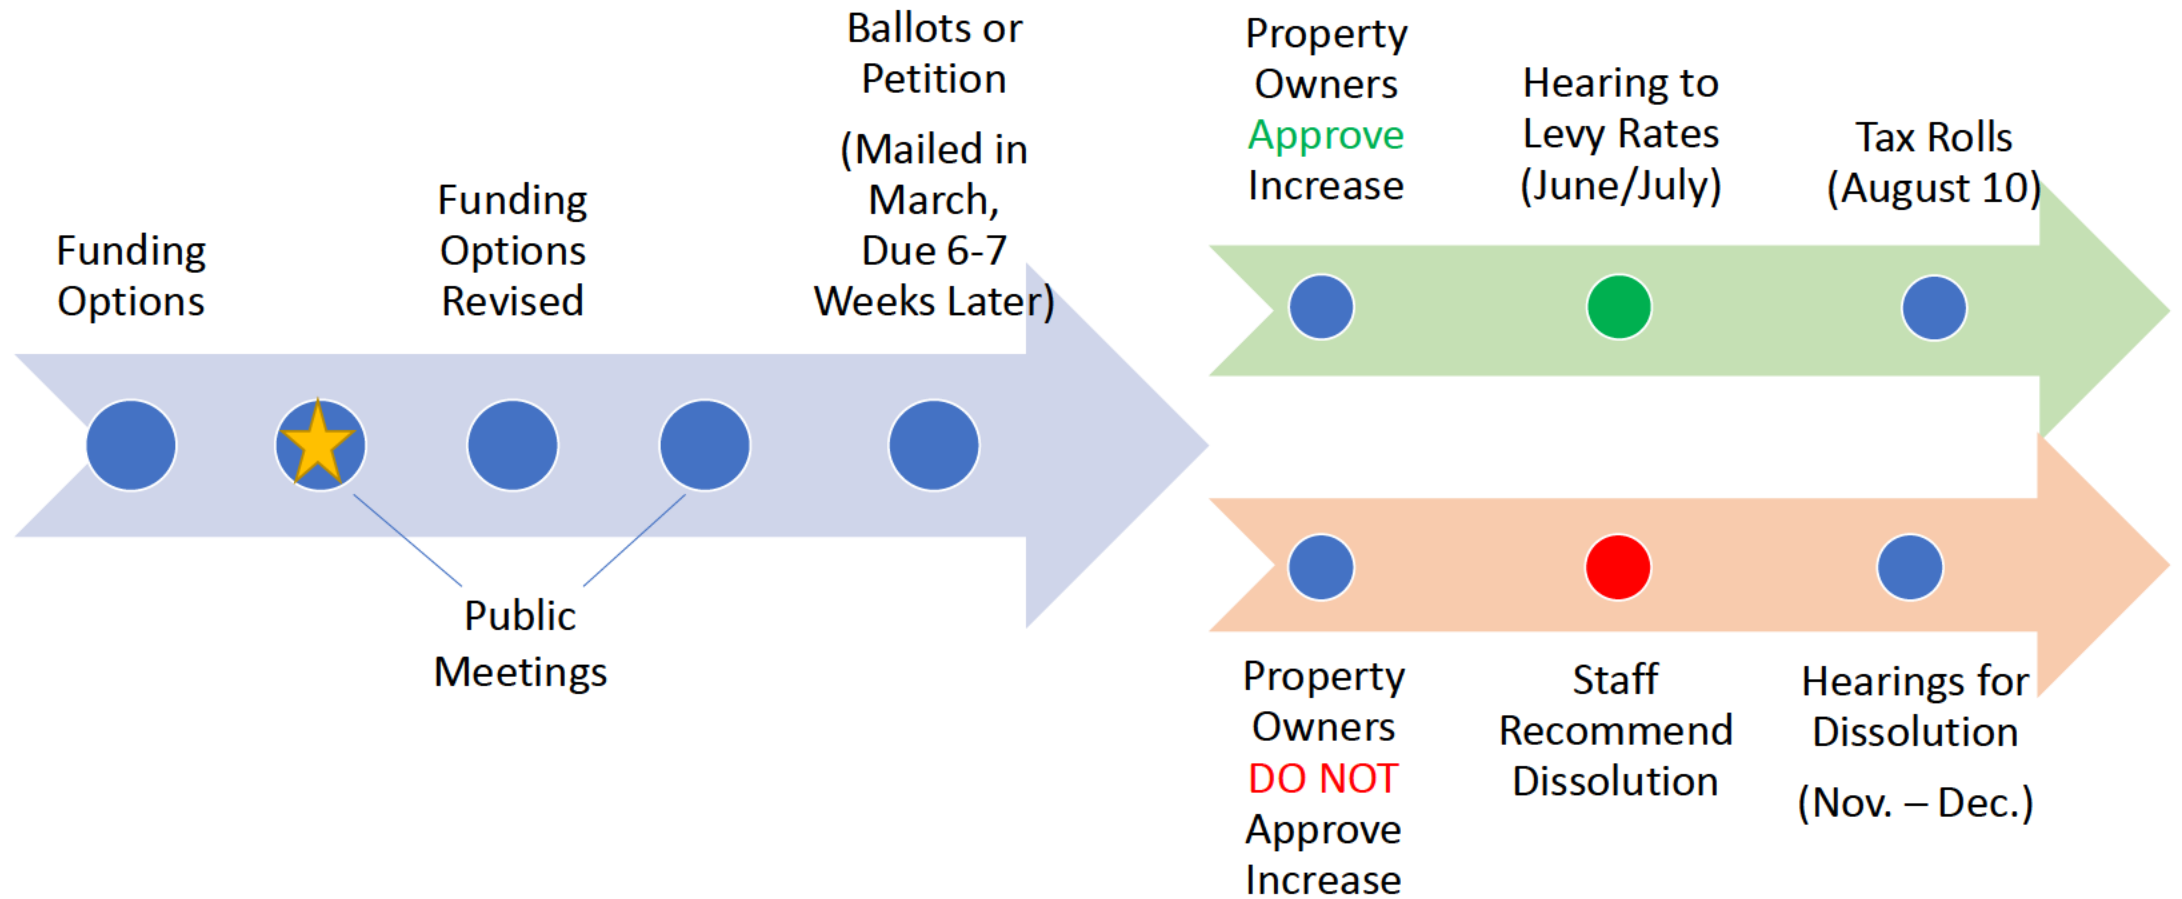 Funding
Options
Funding
Options
Revised
Ballots or
Petition
(Mailed in
March,
Due 6-7
Weeks Later)
Public
Meetings
Property
Owners
Approve
Increase
Hearing to
Levy Rates
(June/July)
Tax Rolls
(August 10)
Property
Owners
DO NOT
Approve
Increase
Staff
Recommend
Dissolution
Hearings for
Dissolution
(Nov. – Dec.)